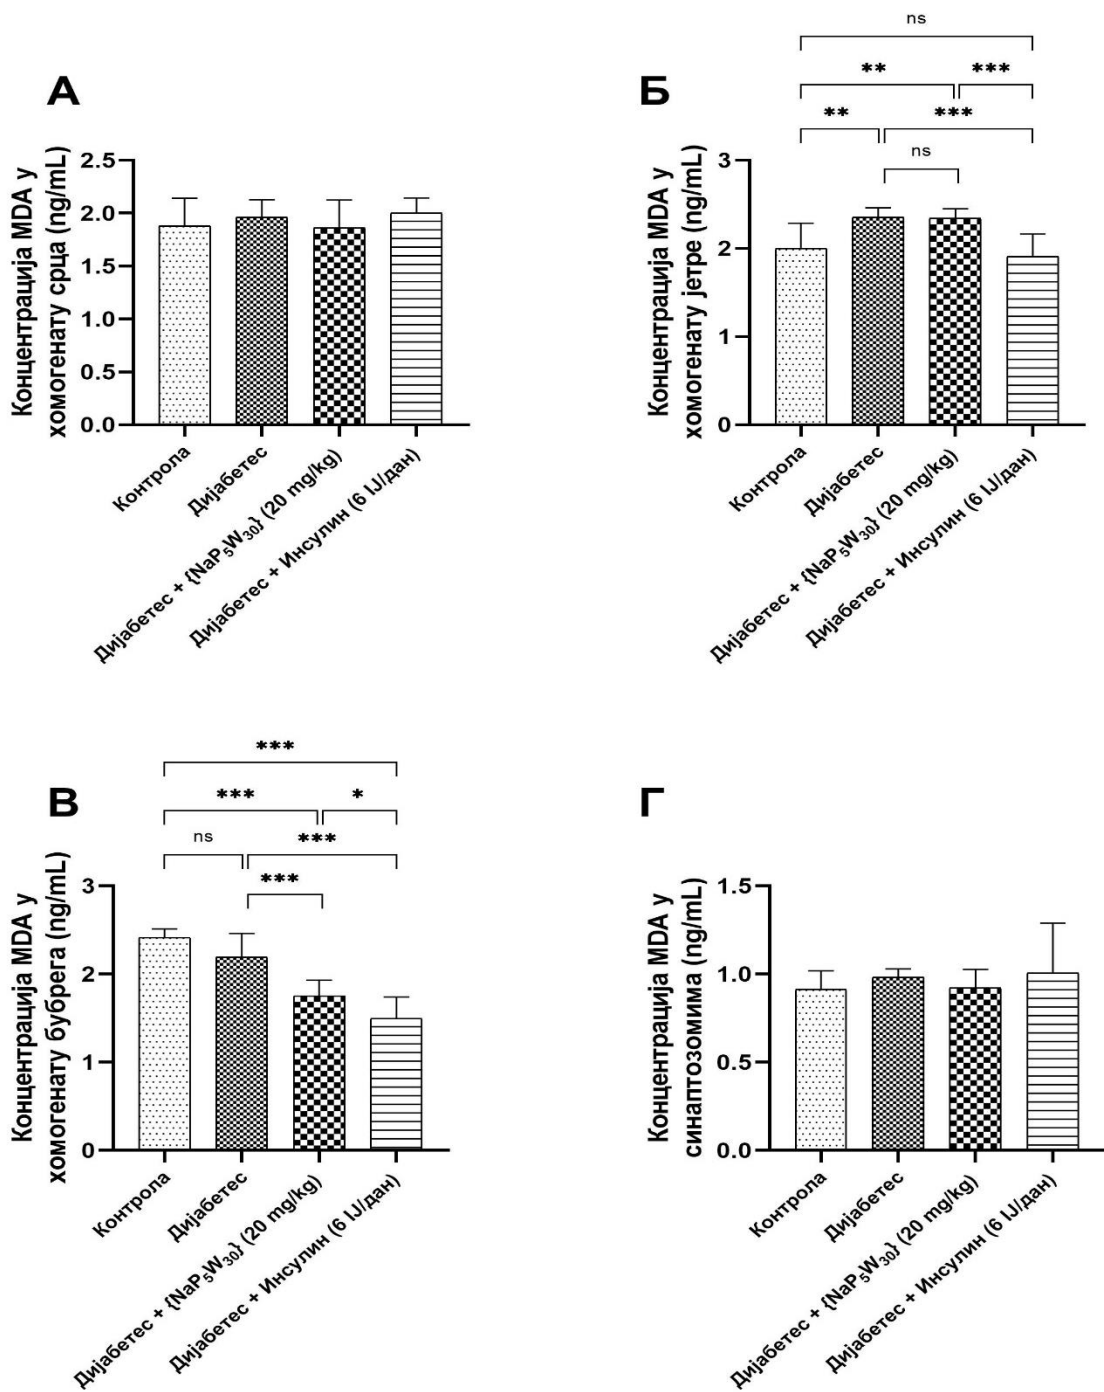 А
Концентрација MDA у
хомогенату срца (ng/mL)
2.5
2.0
1.5
1.0
0.5
0.0
Контрола
Дијабетес
Дијабетес + {NaP₅W₃₀} (20 mg/kg)
Дијабетес + Инсулин (6 IJ/дан)
Б
ns
** ***
** ***
ns
Концентрација MDA у
хомогенату јетре (ng/mL)
3
2
1
0
Контрола
Дијабетес
Дијабетес + {NaP₅W₃₀} (20 mg/kg)
Дијабетес + Инсулин (6 IJ/дан)
В
***
*** *
ns ***
***
Концентрација MDA у
хомогенату бубрега (ng/mL)
3
2
1
0
Контрола
Дијабетес
Дијабетес + {NaP₅W₃₀} (20 mg/kg)
Дијабетес + Инсулин (6 IJ/дан)
Г
Концентрација MDA у
синаптозомима (ng/mL)
1.5
1.0
0.5
0.0
Контрола
Дијабетес
Дијабетес + {NaP₅W₃₀} (20 mg/kg)
Дијабетес + Инсулин (6 IJ/дан)